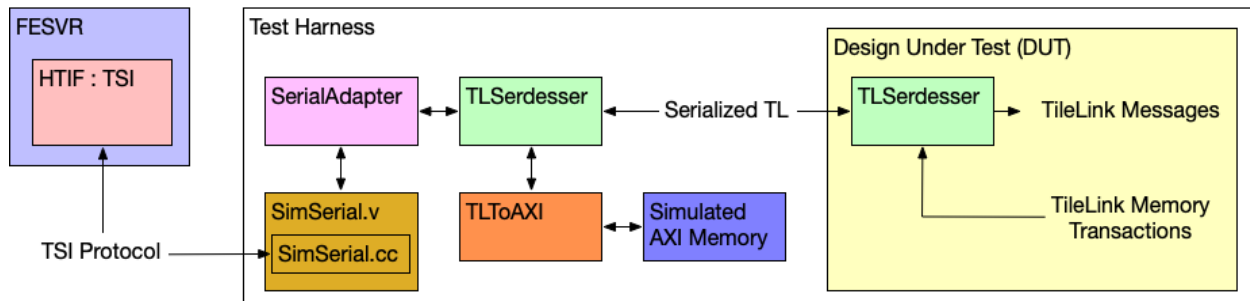 FESVR
HTIF : TSI
TSI Protocol
Test Harness
SerialAdapter
TLSerdesser
Serialized TL
SimSerial.v
SimSerial.cc
TLToAXI
Simulated
AXI Memory
Design Under Test (DUT)
TLSerdesser
TileLink Messages
TileLink Memory
Transactions